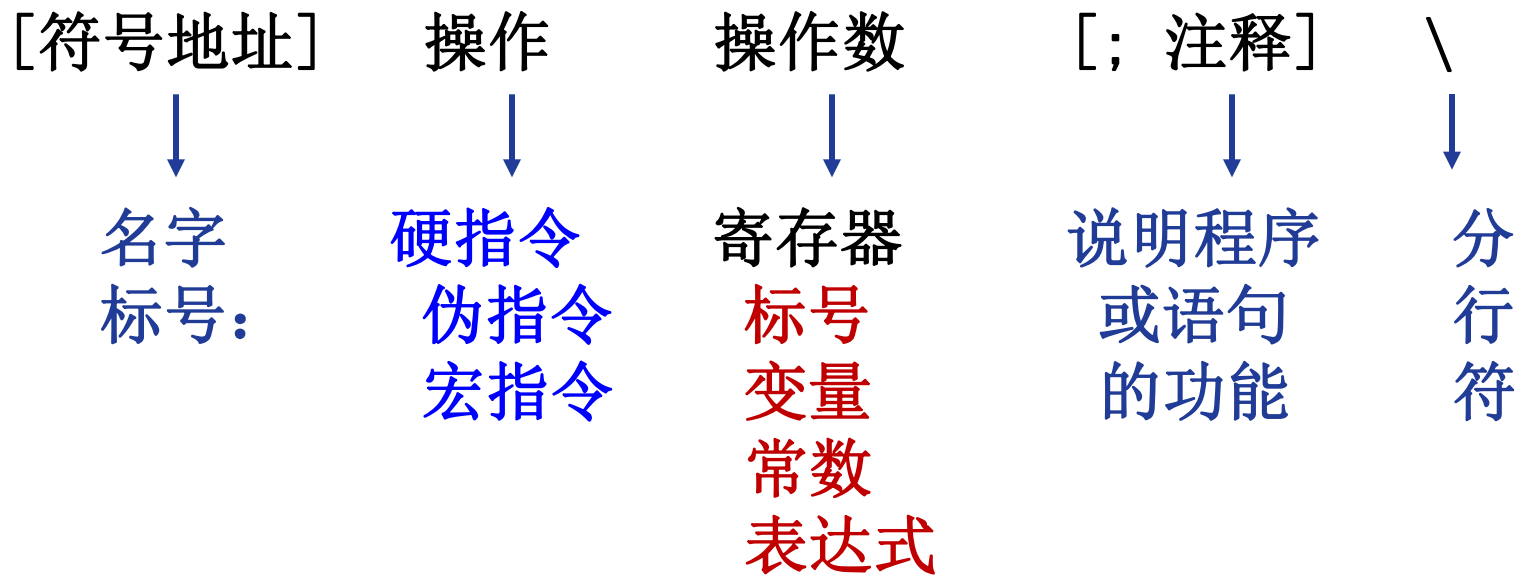 [符号地址] 操作 操作数 [；注释] \
名字 硬指令 寄存器 说明程序 分
标号： 伪指令 标号 或语句 行
宏指令 变量 的功能 符
常数
表达式